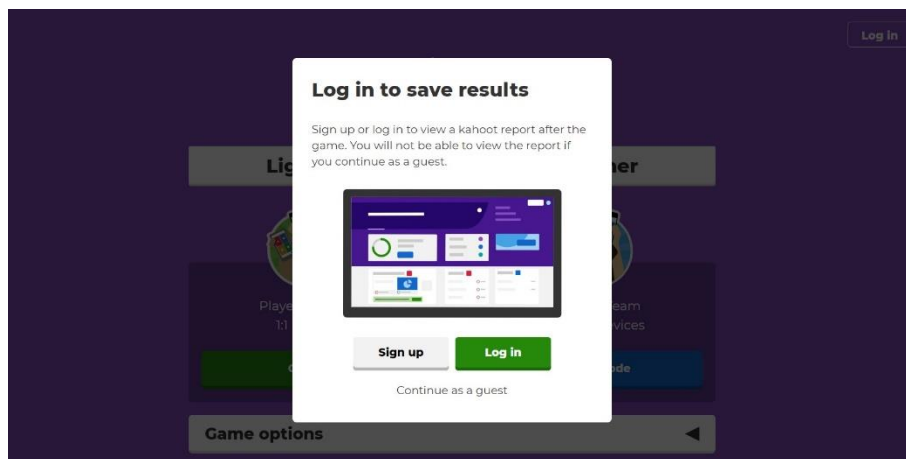 Log in
Log in to save results
Sign up or log in to view a kahoot report after the
game. You will not be able to view the report if
you continue as a guest.
Sign up
Log in
Continue as a guest
Game options